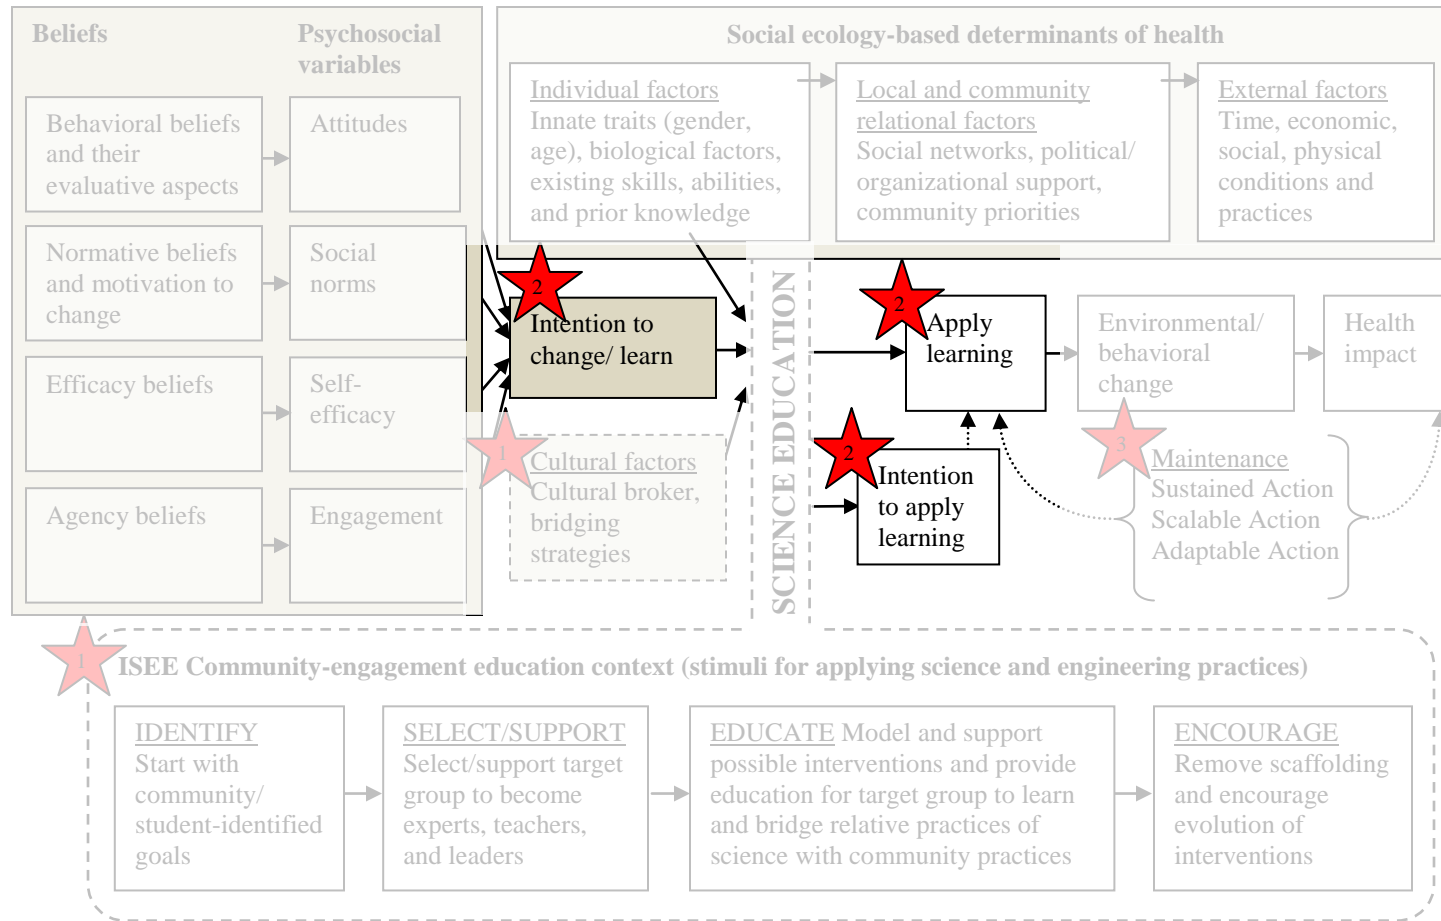 Beliefs
Psychosocial
variables
Behavioral beliefs
and their
evaluative aspects
Attitudes
Normative beliefs
and motivation to
change
Social
norms
Efficacy beliefs
Self-
efficacy
Agency beliefs
Engagement
Social ecology-based determinants of health
Individual factors
Innate traits (gender,
age), biological factors,
existing skills, abilities,
and prior knowledge
Local and community
relational factors
Social networks, political/
organizational support,
community priorities
External factors
Time, economic,
social, physical
conditions and
practices
2
Intention to
change/ learn
1
Cultural factors
Cultural broker,
bridging
strategies
SCIENCE EDUCATION
2
Apply
learning
2
Intention
to apply
learning
Environmental/
behavioral
change
Health
impact
3
Maintenance
Sustained Action
Scalable Action
Adaptable Action
1
ISEE Community-engagement education context (stimuli for applying science and engineering practices)
IDENTIFY
Start with
community/
student-identified
goals
SELECT/SUPPORT
Select/support target
group to become
experts, teachers,
and leaders
EDUCATE Model and support
possible interventions and provide
education for target group to learn
and bridge relative practices of
science with community practices
ENCOURAGE
Remove scaffolding
and encourage
evolution of
interventions